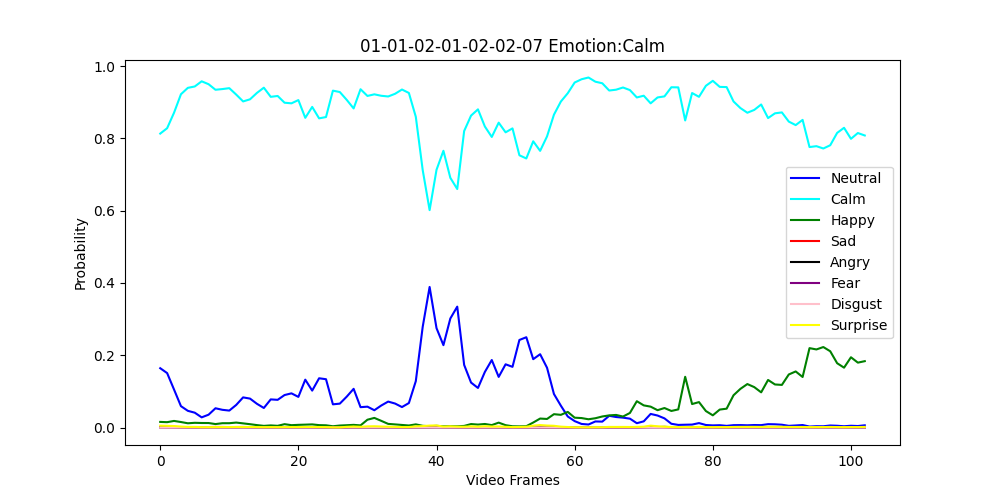 01-01-02-01-02-02-07 Emotion:Calm
1.0
0.8
0.6
0.4
0.2
0.0
Probability
Neutral
Calm
Happy
Sad
Angry
Fear
Disgust
Surprise
0 20 40 60 80 100
Video Frames